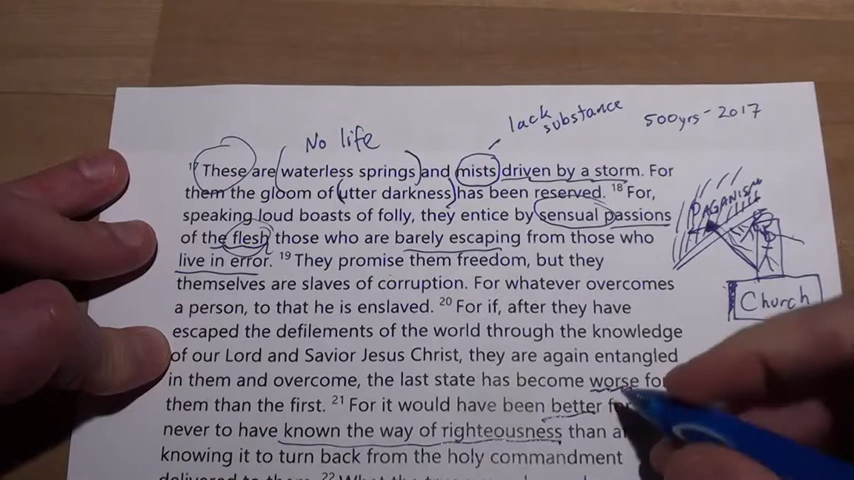 No life
lack substance
500yrs - 2017
17 These are waterless springs and mists driven by a storm. For
them the gloom of utter darkness has been reserved. 18 For,
speaking loud boasts of folly, they entice by sensual passions
of the flesh those who are barely escaping from those who
live in error. 19 They promise them freedom, but they
themselves are slaves of corruption. For whatever overcomes
a person, to that he is enslaved. 20 For if, after they have
escaped the defilements of the world through the knowledge
of our Lord and Savior Jesus Christ, they are again entangled
in them and overcome, the last state has become worse for
them than the first. 21 For it would have been better
never to have known the way of righteousness than
knowing it to turn back from the holy commandment
delivered to them. 22 What the true
PAGANISM
Church